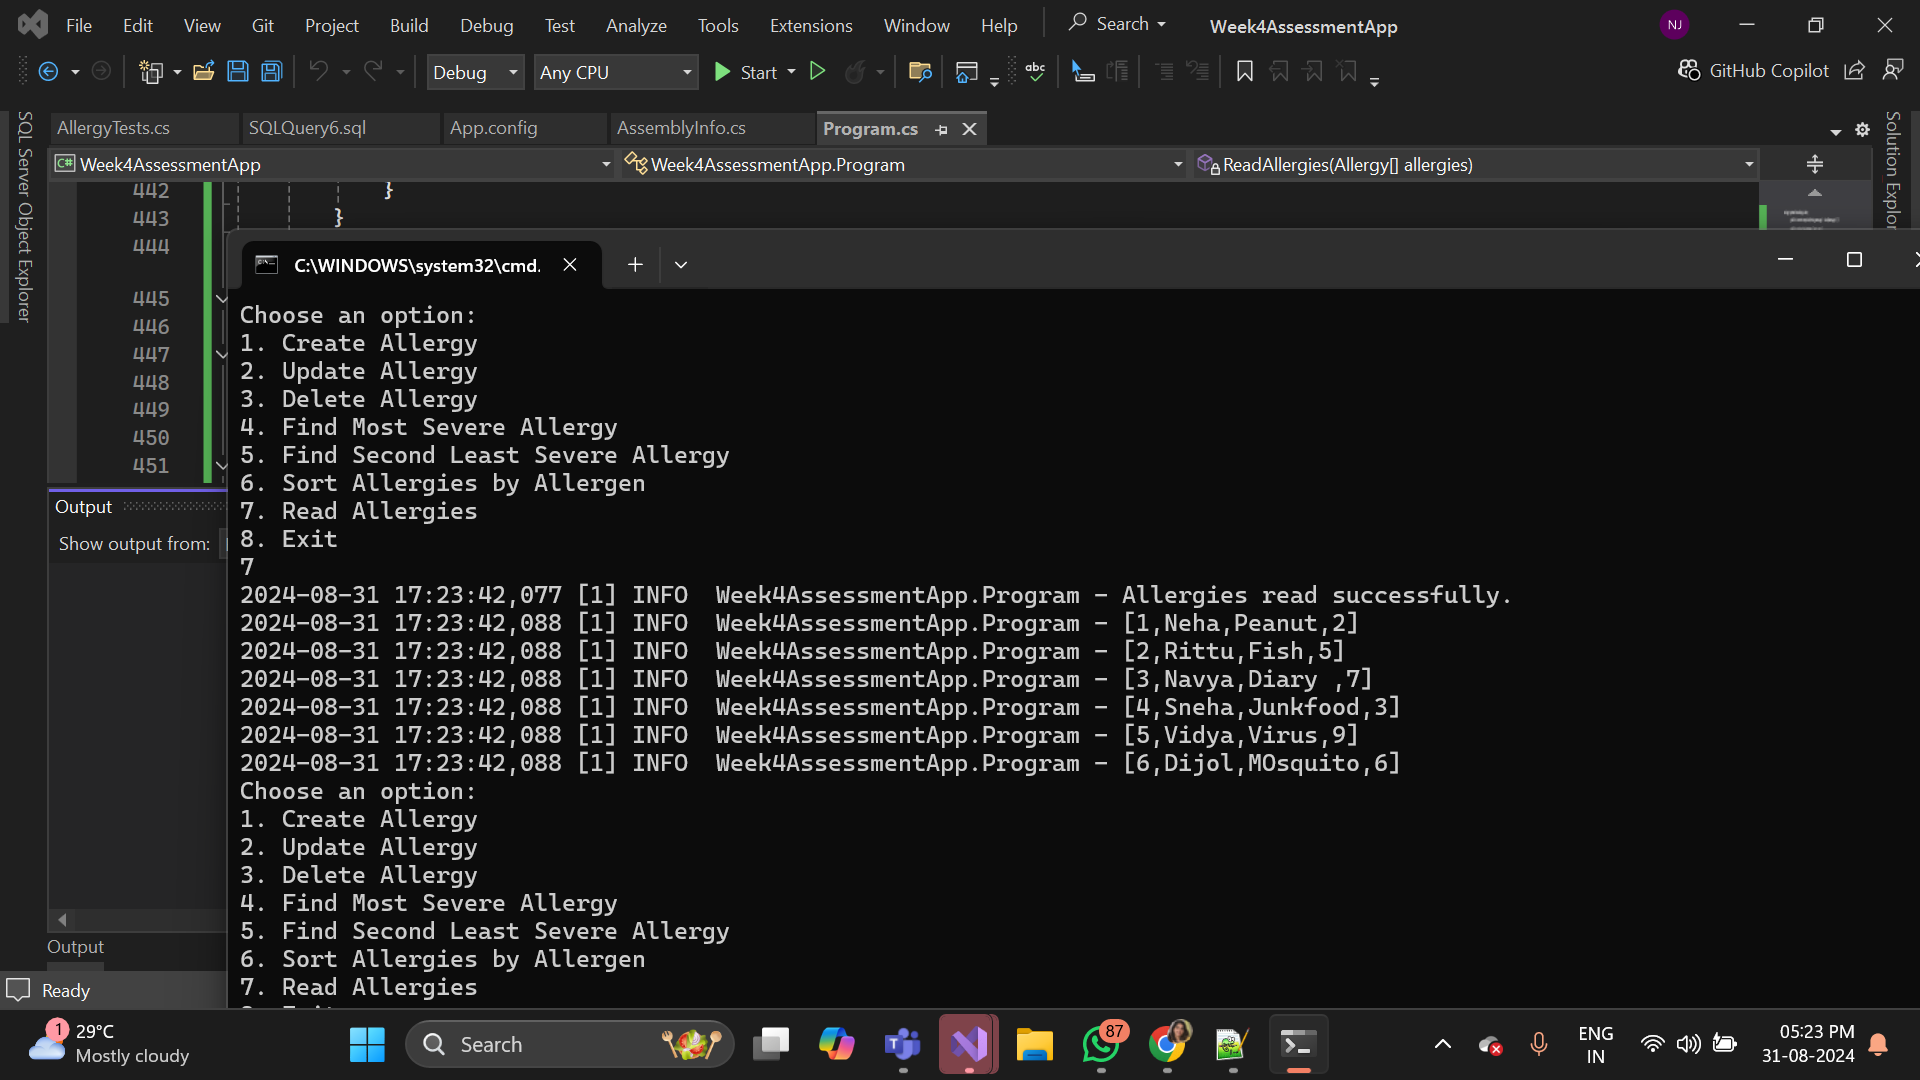 File Edit View Git Project Build Debug Test Analyze Tools Extensions Window Help Search Week4AssessmentApp NJ
Debug Any CPU Start abc GitHub Copilot
AllergyTests.cs SQLQuery6.sql App.config AssemblyInfo.cs Program.cs
C# Week4AssessmentApp Week4AssessmentApp.Program ReadAllergies(Allergy[] allergies)
SQL Server Object Explorer
Solution Explor
442 }
443 }
444
445
446
447
448
449
450
451
Output
Show output from:
Output
Ready
C:\WINDOWS\system32\cmd.
Choose an option:
1. Create Allergy
2. Update Allergy
3. Delete Allergy
4. Find Most Severe Allergy
5. Find Second Least Severe Allergy
6. Sort Allergies by Allergen
7. Read Allergies
8. Exit
7
2024-08-31 17:23:42,077 [1] INFO  Week4AssessmentApp.Program - Allergies read successfully.
2024-08-31 17:23:42,088 [1] INFO  Week4AssessmentApp.Program - [1,Neha,Peanut,2]
2024-08-31 17:23:42,088 [1] INFO  Week4AssessmentApp.Program - [2,Rittu,Fish,5]
2024-08-31 17:23:42,088 [1] INFO  Week4AssessmentApp.Program - [3,Navya,Diary ,7]
2024-08-31 17:23:42,088 [1] INFO  Week4AssessmentApp.Program - [4,Sneha,Junkfood,3]
2024-08-31 17:23:42,088 [1] INFO  Week4AssessmentApp.Program - [5,Vidya,Virus,9]
2024-08-31 17:23:42,088 [1] INFO  Week4AssessmentApp.Program - [6,Dijol,MOsquito,6]
Choose an option:
1. Create Allergy
2. Update Allergy
3. Delete Allergy
4. Find Most Severe Allergy
5. Find Second Least Severe Allergy
6. Sort Allergies by Allergen
7. Read Allergies
1 29°C
Mostly cloudy
Search
87
ENG
IN
05:23 PM
31-08-2024